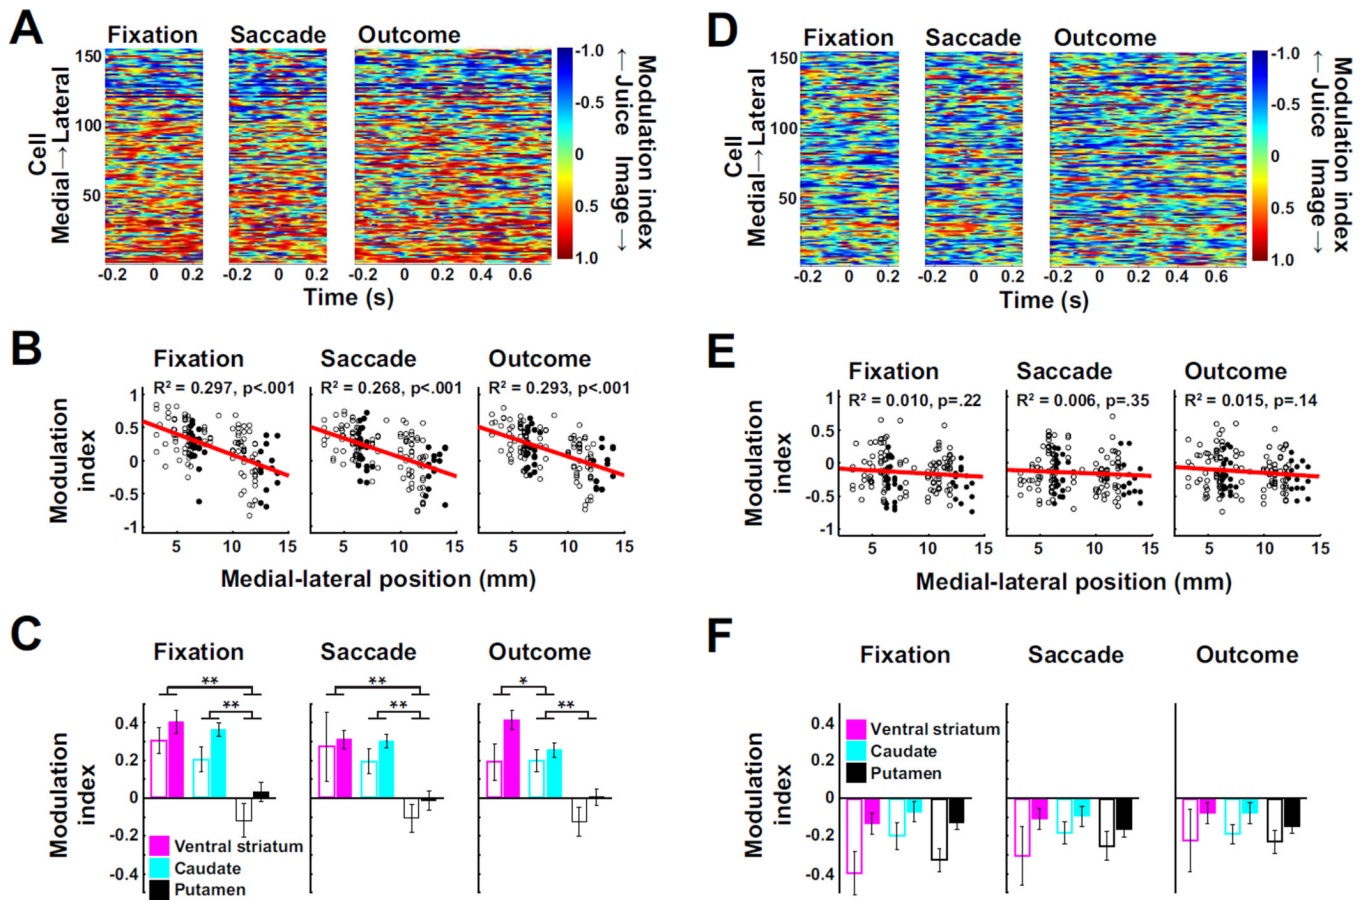 A
Fixation Saccade Outcome
150
100
50
Cell
Medial→Lateral
-0.2 0 0.2 -0.2 0 0.2 -0.2 0 0.2 0.4 0.6
Time (s)
-1.0
-0.5
0
0.5
1.0
← Juice Image →
Modulation index
B
Fixation Saccade Outcome
R² = 0.297, p<.001 R² = 0.268, p<.001 R² = 0.293, p<.001
1
0.5
0
-0.5
-1
Modulation
index
5 10 15 5 10 15 5 10 15
Medial-lateral position (mm)
C
Fixation Saccade Outcome
** ** *
** ** **
0.4
0.2
0
-0.2
-0.4
Modulation
index
Ventral striatum
Caudate
Putamen
D
Fixation Saccade Outcome
150
100
50
Cell
Medial→Lateral
-0.2 0 0.2 -0.2 0 0.2 -0.2 0 0.2 0.4 0.6
Time (s)
-1.0
-0.5
0
0.5
1.0
← Juice Image →
Modulation index
E
Fixation Saccade Outcome
R² = 0.010, p=.22 R² = 0.006, p=.35 R² = 0.015, p=.14
1
0.5
0
-0.5
-1
Modulation
index
5 10 15 5 10 15 5 10 15
Medial-lateral position (mm)
F
Fixation Saccade Outcome
0.4
0.2
0
-0.2
-0.4
Modulation
index
Ventral striatum
Caudate
Putamen